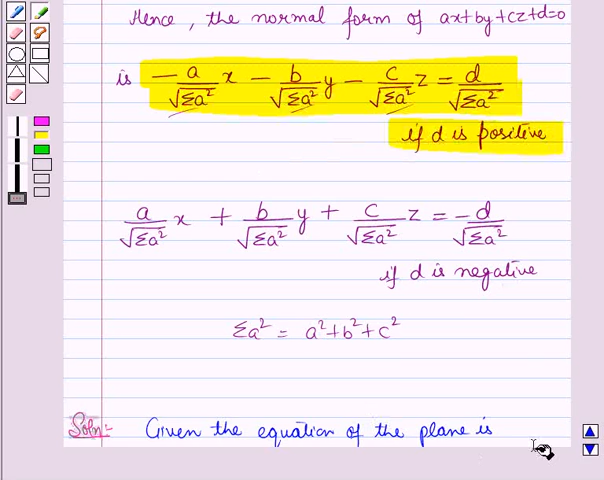 Hence, the normal form of ax+by+cz+d=0
is -a/√Σa² x - b/√Σa² y - c/√Σa² z = d/√Σa²
if d is positive
a/√Σa² x + b/√Σa² y + c/√Σa² z = -d/√Σa²
if d is negative
Σa² = a²+b²+c²
Soln:- Given the equation of the plane is